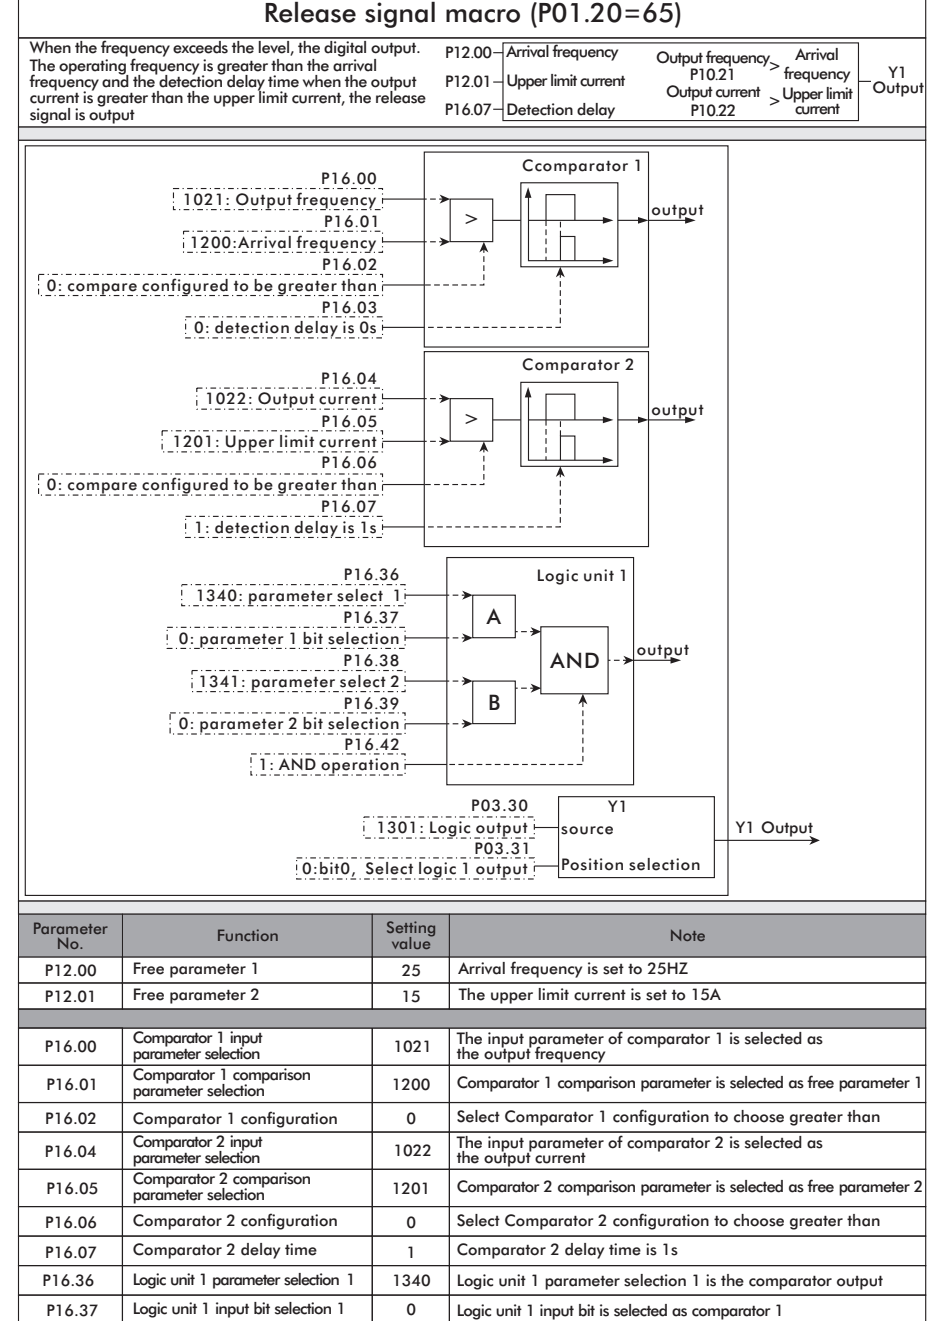 Release signal macro (P01.20=65)
When the frequency exceeds the level, the digital output.
The operating frequency is greater than the arrival
frequency and the detection delay time when the output
current is greater than the upper limit current, the release
signal is output
P12.00 Arrival frequency
P12.01 Upper limit current
P16.07 Detection delay
Output frequency > Arrival
P10.21 frequency
Output current > Upper limit
P10.22 current
Y1
Output
Ccomparator 1
P16.00
1021: Output frequency
P16.01
1200:Arrival frequency
P16.02
0: compare configured to be greater than
P16.03
0: detection delay is 0s
>
output
Comparator 2
P16.04
1022: Output current
P16.05
1201: Upper limit current
P16.06
0: compare configured to be greater than
P16.07
1: detection delay is 1s
>
output
Logic unit 1
P16.36
1340: parameter select 1
P16.37
0: parameter 1 bit selection
P16.38
1341: parameter select 2
P16.39
0: parameter 2 bit selection
P16.42
1: AND operation
A
B
AND
output
P03.30
1301: Logic output
P03.31
0:bit0, Select logic 1 output
Y1
source
Position selection
Y1 Output
Parameter No. Function Setting value Note
P12.00 Free parameter 1 25 Arrival frequency is set to 25HZ
P12.01 Free parameter 2 15 The upper limit current is set to 15A
P16.00 Comparator 1 input parameter selection 1021 The input parameter of comparator 1 is selected as the output frequency
P16.01 Comparator 1 comparison parameter selection 1200 Comparator 1 comparison parameter is selected as free parameter 1
P16.02 Comparator 1 configuration 0 Select Comparator 1 configuration to choose greater than
P16.04 Comparator 2 input parameter selection 1022 The input parameter of comparator 2 is selected as the output current
P16.05 Comparator 2 comparison parameter selection 1201 Comparator 2 comparison parameter is selected as free parameter 2
P16.06 Comparator 2 configuration 0 Select Comparator 2 configuration to choose greater than
P16.07 Comparator 2 delay time 1 Comparator 2 delay time is 1s
P16.36 Logic unit 1 parameter selection 1 1340 Logic unit 1 parameter selection 1 is the comparator output
P16.37 Logic unit 1 input bit selection 1 0 Logic unit 1 input bit is selected as comparator 1